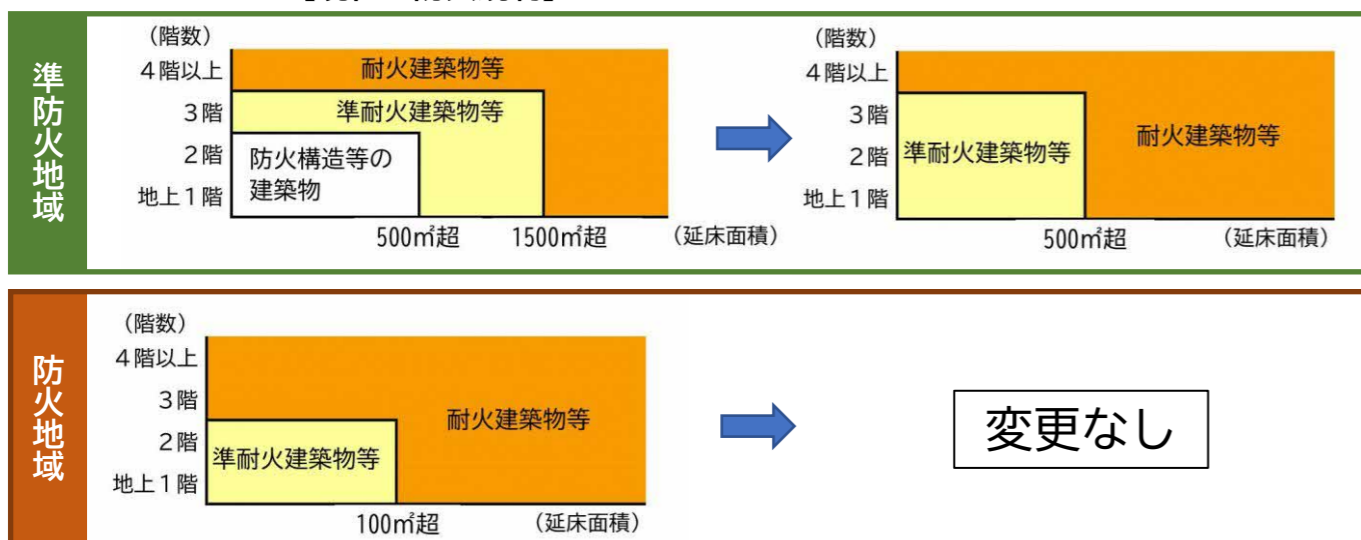 準防火地域
（階数）
４階以上
３階
２階
地上１階
耐火建築物等
準耐火建築物等
防火構造等の
建築物
500㎡超
1500㎡超
（延床面積）
（階数）
４階以上
３階
２階
地上１階
準耐火建築物等
耐火建築物等
500㎡超
（延床面積）
防火地域
（階数）
４階以上
３階
２階
地上１階
耐火建築物等
準耐火建築物等
100㎡超
（延床面積）
変更なし